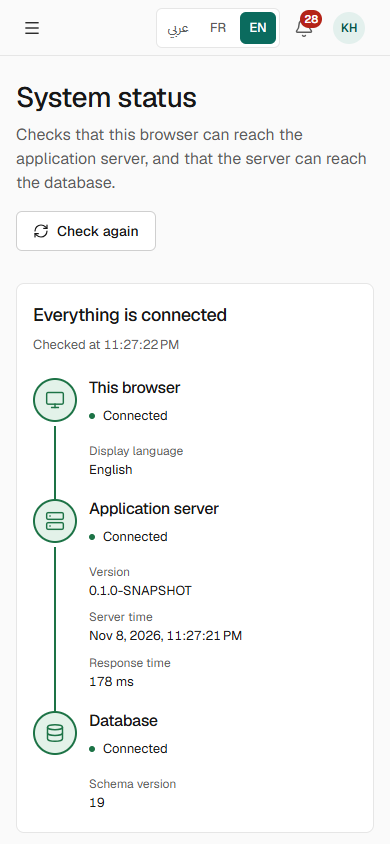 عربي FR EN 28 KH
System status
Checks that this browser can reach the
application server, and that the server can reach
the database.
Check again
Everything is connected
Checked at 11:27:22 PM
This browser
Connected
Display language
English
Application server
Connected
Version
0.1.0-SNAPSHOT
Server time
Nov 8, 2026, 11:27:21 PM
Response time
178 ms
Database
Connected
Schema version
19